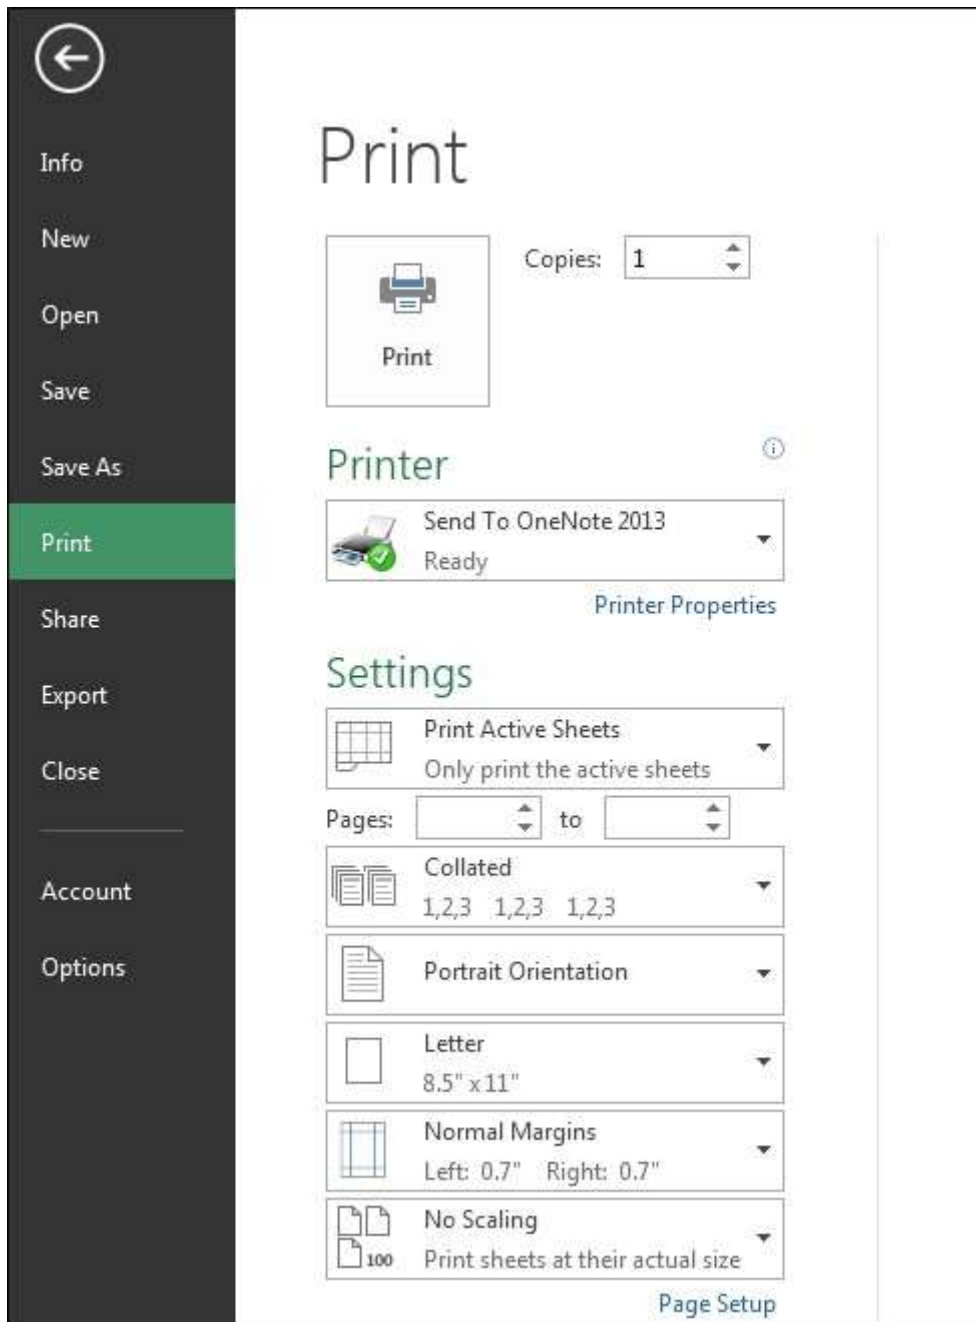 Info
New
Open
Save
Save As
Print
Share
Export
Close
Account
Options
Print
Print
Copies: 1
Printer
Send To OneNote 2013
Ready
Printer Properties
Settings
Print Active Sheets
Only print the active sheets
Pages: to
Collated
1,2,3 1,2,3 1,2,3
Portrait Orientation
Letter
8.5" x 11"
Normal Margins
Left: 0.7" Right: 0.7"
No Scaling
100
Print sheets at their actual size
Page Setup